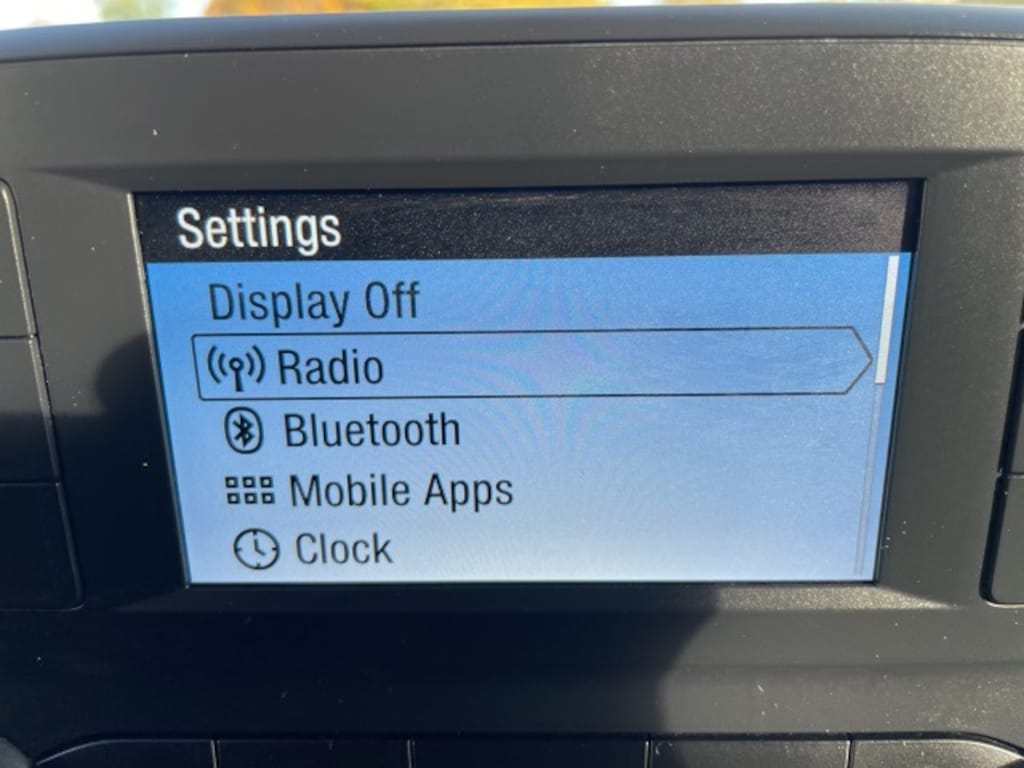 Settings
Display Off
Radio
Bluetooth
Mobile Apps
Clock